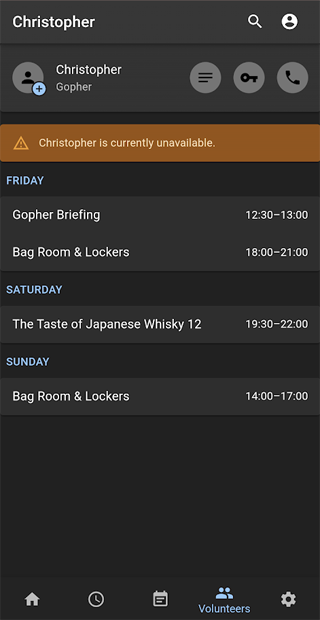 Christopher
Christopher
Gopher
Christopher is currently unavailable.
FRIDAY
Gopher Briefing 12:30–13:00
Bag Room & Lockers 18:00–21:00
SATURDAY
The Taste of Japanese Whisky 12 19:30–22:00
SUNDAY
Bag Room & Lockers 14:00–17:00
Volunteers